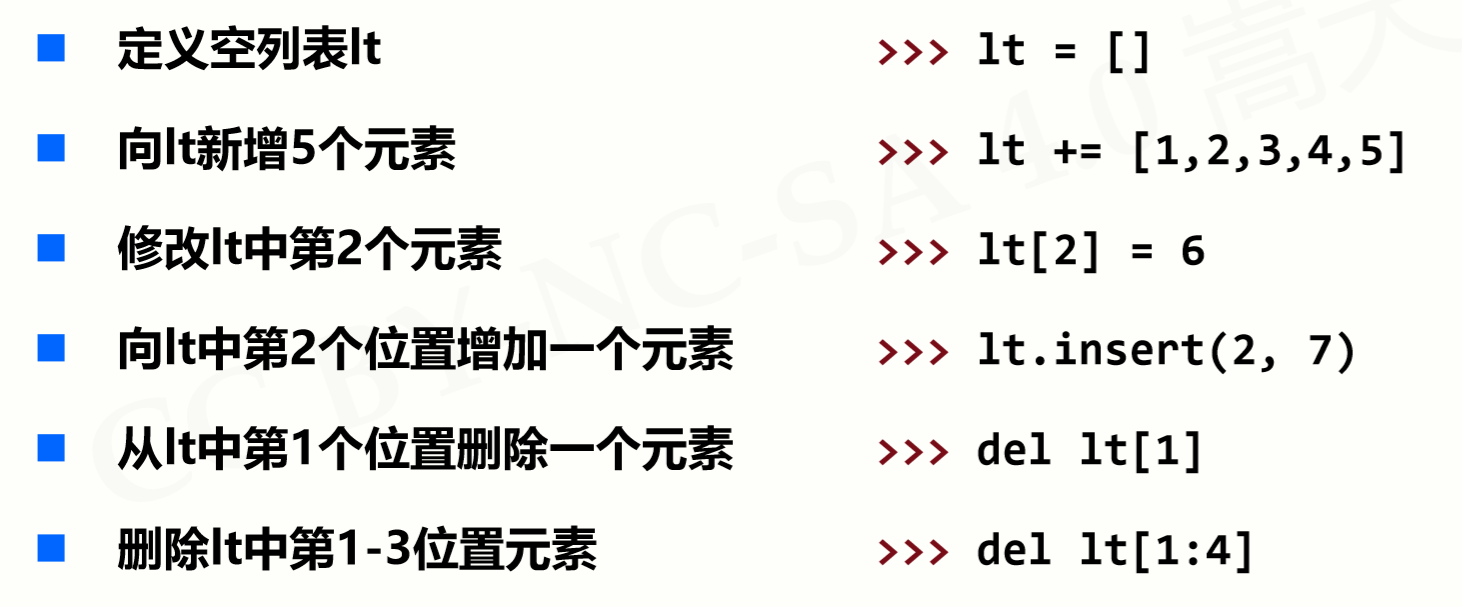 定义空列表lt >>> lt = []
向lt新增5个元素 >>> lt += [1,2,3,4,5]
修改lt中第2个元素 >>> lt[2] = 6
向lt中第2个位置增加一个元素 >>> lt.insert(2, 7)
从lt中第1个位置删除一个元素 >>> del lt[1]
删除lt中第1-3位置元素 >>> del lt[1:4]
CC BY NC-SA 4.0 嵩天